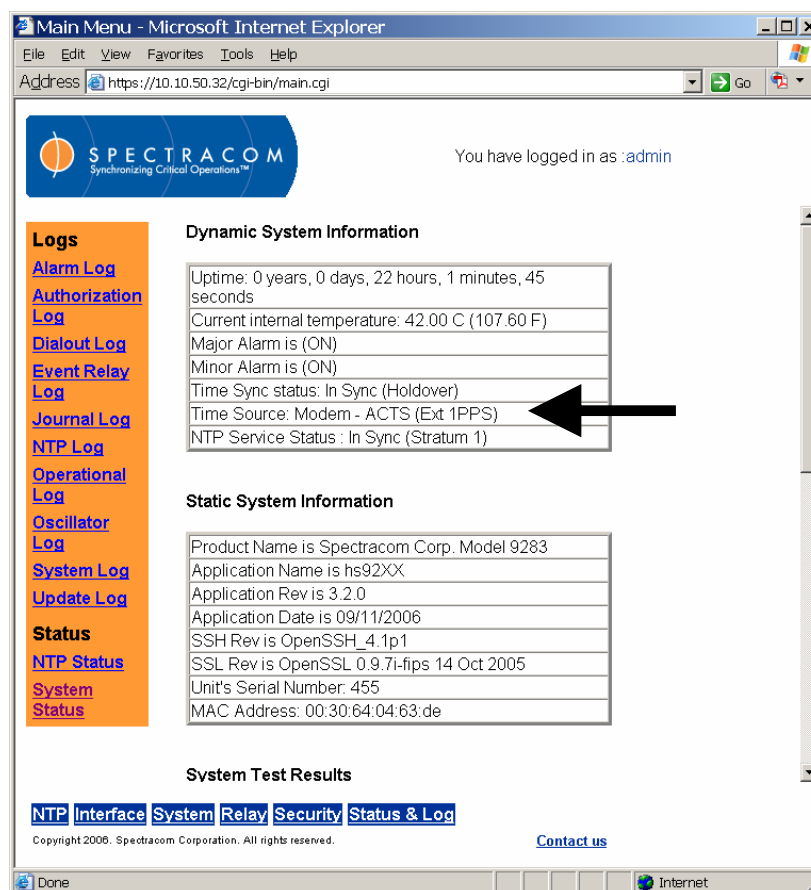 Main Menu - Microsoft Internet Explorer
File Edit View Favorites Tools Help
Address https://10.10.50.32/cgi-bin/main.cgi Go
SPECTRACOM
Synchronizing Critical Operations™
You have logged in as :admin
Logs
Alarm Log
Authorization
Log
Dialout Log
Event Relay
Log
Journal Log
NTP Log
Operational
Log
Oscillator
Log
System Log
Update Log
Status
NTP Status
System
Status
Dynamic System Information
Uptime: 0 years, 0 days, 22 hours, 1 minutes, 45
seconds
Current internal temperature: 42.00 C (107.60 F)
Major Alarm is (ON)
Minor Alarm is (ON)
Time Sync status: In Sync (Holdover)
Time Source: Modem - ACTS (Ext 1PPS)
NTP Service Status : In Sync (Stratum 1)
Static System Information
Product Name is Spectracom Corp. Model 9283
Application Name is hs92XX
Application Rev is 3.2.0
Application Date is 09/11/2006
SSH Rev is OpenSSH_4.1p1
SSL Rev is OpenSSL 0.9.7i-fips 14 Oct 2005
Unit's Serial Number: 455
MAC Address: 00:30:64:04:63:de
System Test Results
NTP Interface System Relay Security Status & Log
Copyright 2006. Spectracom Corporation. All rights reserved.
Contact us
Done Internet